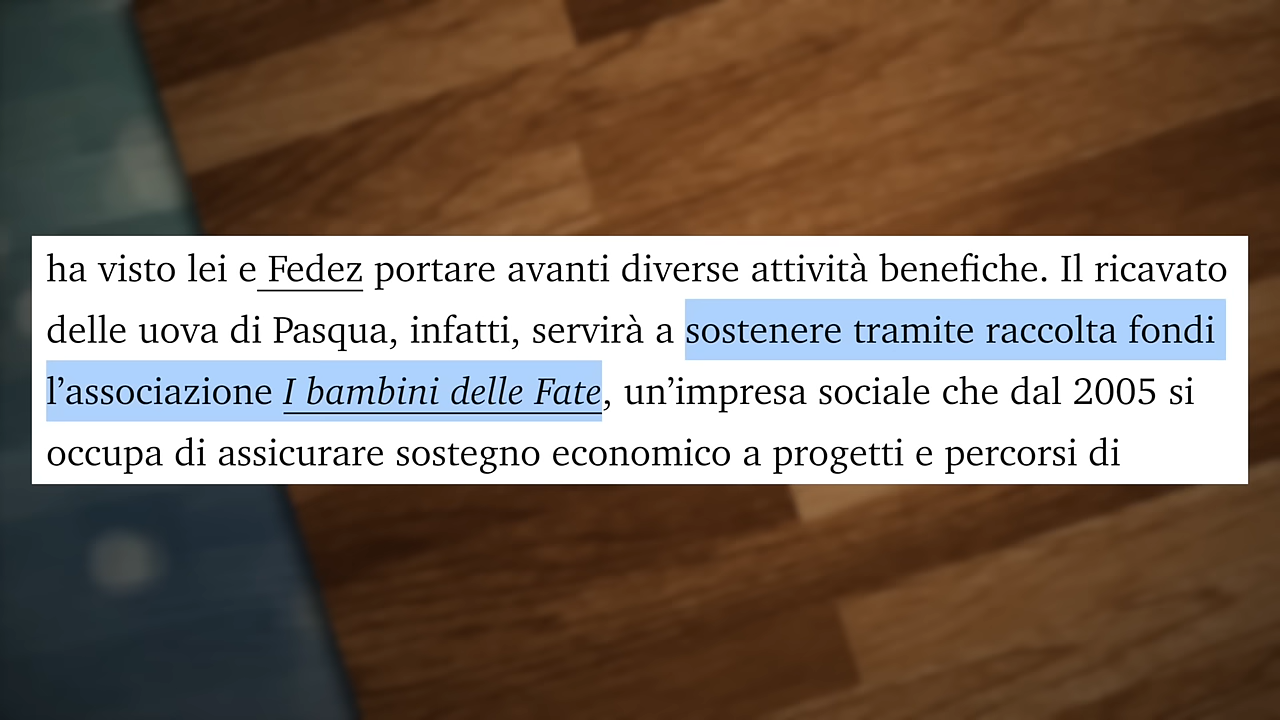 ha visto lei e Fedez portare avanti diverse attività benefiche. Il ricavato
delle uova di Pasqua, infatti, servirà a sostenere tramite raccolta fondi
l’associazione I bambini delle Fate, un’impresa sociale che dal 2005 si
occupa di assicurare sostegno economico a progetti e percorsi di